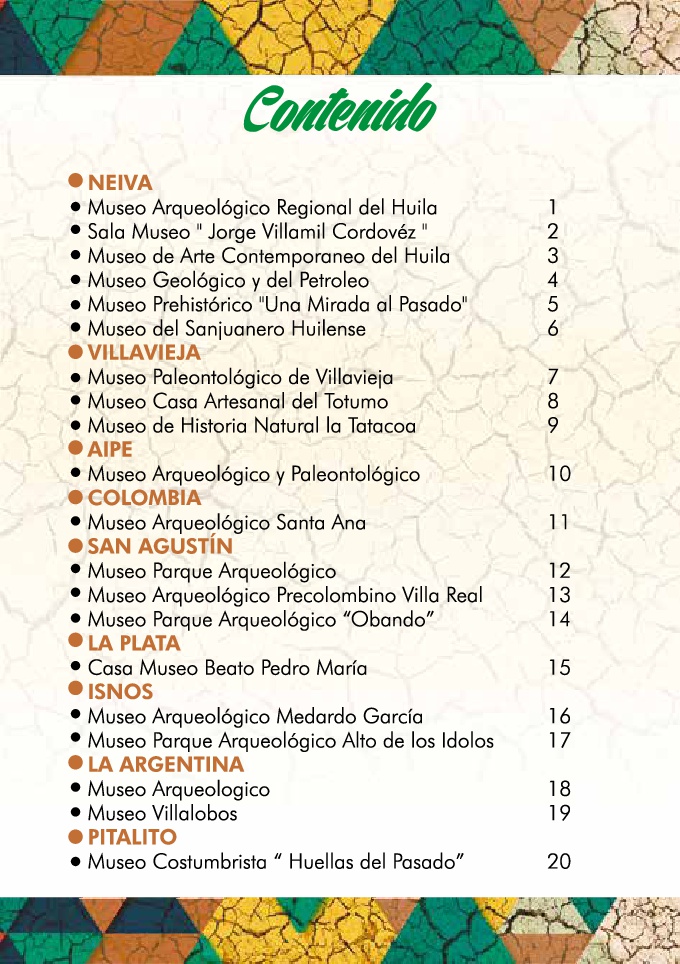 Contenido
NEIVA
Museo Arqueológico Regional del Huila 1
Sala Museo " Jorge Villamil Cordovéz " 2
Museo de Arte Contemporaneo del Huila 3
Museo Geológico y del Petroleo 4
Museo Prehistórico "Una Mirada al Pasado" 5
Museo del Sanjuanero Huilense 6
VILLAVIEJA
Museo Paleontológico de Villavieja 7
Museo Casa Artesanal del Totumo 8
Museo de Historia Natural la Tatacoa 9
AIPE
Museo Arqueológico y Paleontológico 10
COLOMBIA
Museo Arqueológico Santa Ana 11
SAN AGUSTÍN
Museo Parque Arqueológico 12
Museo Arqueológico Precolombino Villa Real 13
Museo Parque Arqueológico “Obando” 14
LA PLATA
Casa Museo Beato Pedro María 15
ISNOS
Museo Arqueológico Medardo García 16
Museo Parque Arqueológico Alto de los Idolos 17
LA ARGENTINA
Museo Arqueologico 18
Museo Villalobos 19
PITALITO
Museo Costumbrista “ Huellas del Pasado” 20